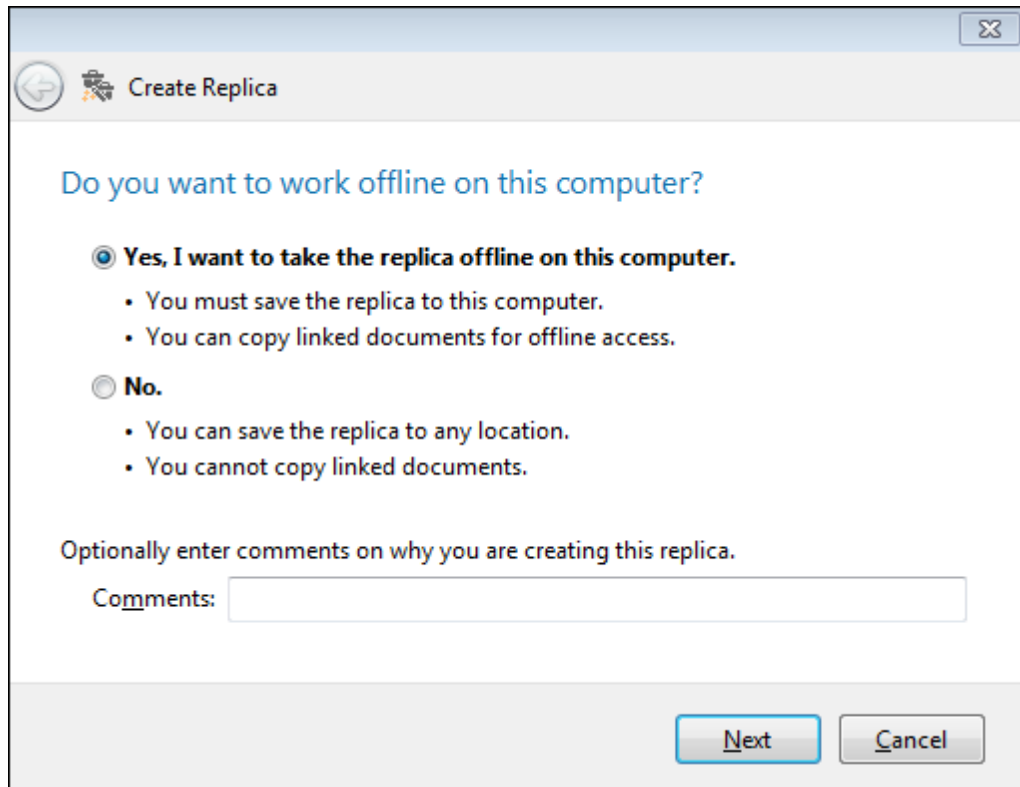 Create Replica
Do you want to work offline on this computer?
Yes, I want to take the replica offline on this computer.
• You must save the replica to this computer.
• You can copy linked documents for offline access.
No.
• You can save the replica to any location.
• You cannot copy linked documents.
Optionally enter comments on why you are creating this replica.
Comments:
Next Cancel